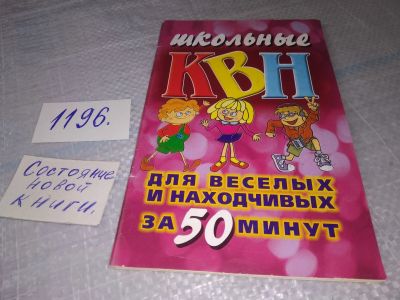 школьные
КВН
ДЛЯ ВЕСЕЛЫХ
И НАХОДЧИВЫХ
ЗА 50 МИНУТ
1196.
Состояние
новой
книги.